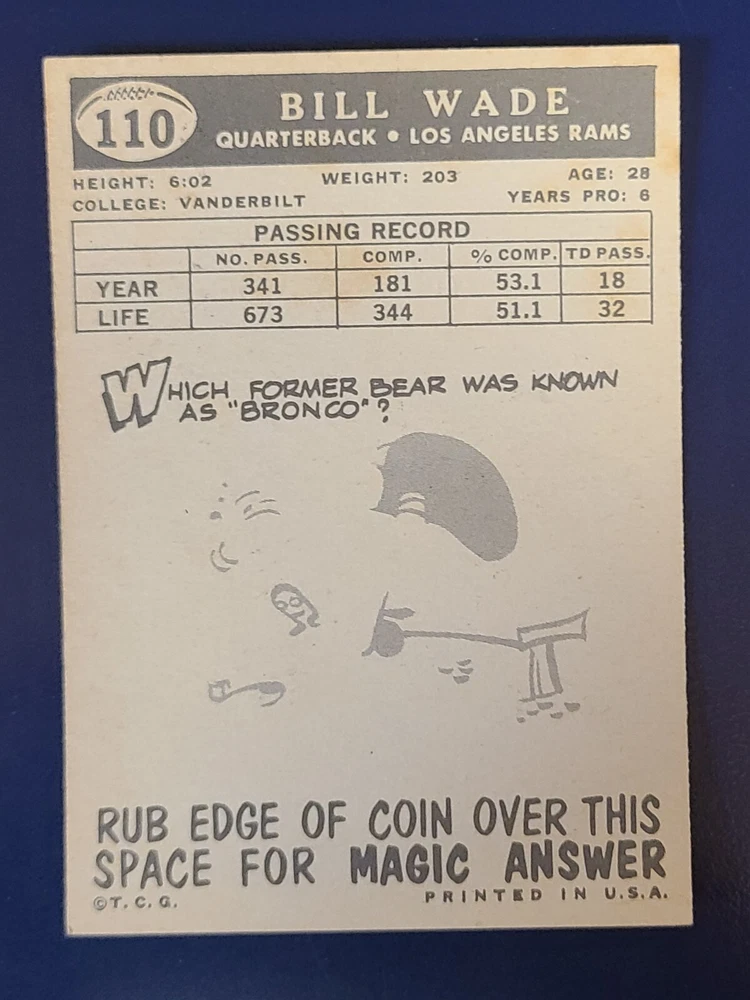 110
BILL WADE
QUARTERBACK • LOS ANGELES RAMS
HEIGHT: 6:02 WEIGHT: 203 AGE: 28
COLLEGE: VANDERBILT YEARS PRO: 6
PASSING RECORD
NO. PASS. COMP. % COMP. TD PASS.
YEAR 341 181 53.1 18
LIFE 673 344 51.1 32
WHICH FORMER BEAR WAS KNOWN
AS "BRONCO"?
RUB EDGE OF COIN OVER THIS
SPACE FOR MAGIC ANSWER
©T. C. G. PRINTED IN U.S.A.